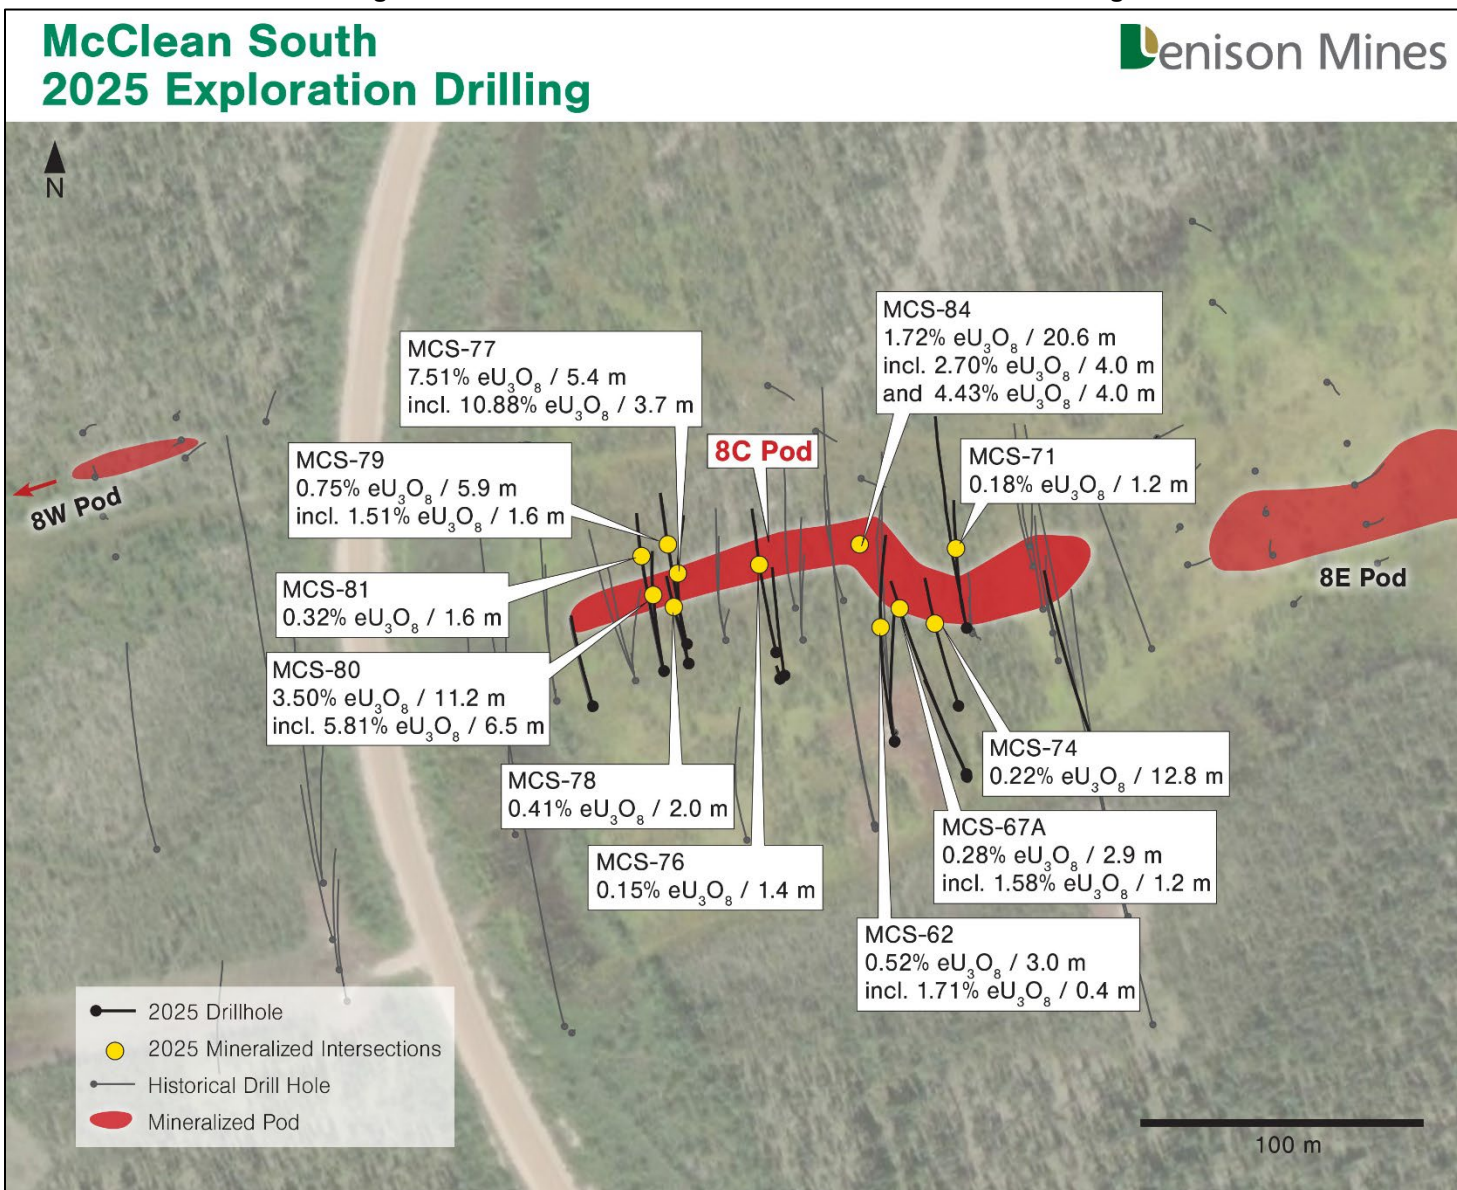 McClean South
2025 Exploration Drilling
Denison Mines
N
MCS-84
1.72% eU₃O₈ / 20.6 m
incl. 2.70% eU₃O₈ / 4.0 m
and 4.43% eU₃O₈ / 4.0 m
MCS-77
7.51% eU₃O₈ / 5.4 m
incl. 10.88% eU₃O₈ / 3.7 m
8C Pod
MCS-71
0.18% eU₃O₈ / 1.2 m
MCS-79
0.75% eU₃O₈ / 5.9 m
incl. 1.51% eU₃O₈ / 1.6 m
8W Pod
8E Pod
MCS-81
0.32% eU₃O₈ / 1.6 m
MCS-80
3.50% eU₃O₈ / 11.2 m
incl. 5.81% eU₃O₈ / 6.5 m
MCS-74
0.22% eU₃O₈ / 12.8 m
MCS-78
0.41% eU₃O₈ / 2.0 m
MCS-67A
0.28% eU₃O₈ / 2.9 m
incl. 1.58% eU₃O₈ / 1.2 m
MCS-76
0.15% eU₃O₈ / 1.4 m
MCS-62
0.52% eU₃O₈ / 3.0 m
incl. 1.71% eU₃O₈ / 0.4 m
2025 Drillhole
2025 Mineralized Intersections
Historical Drill Hole
Mineralized Pod
100 m